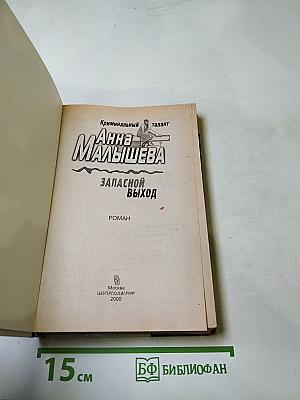 Криминальный талант
Анна
МАЛЫШЕВА
ЗАПАСНОЙ
ВЫХОД
РОМАН
Москва
ЦЕНТРПОЛИГРАФ
2000
15 см
БФ БИБЛИОФАН